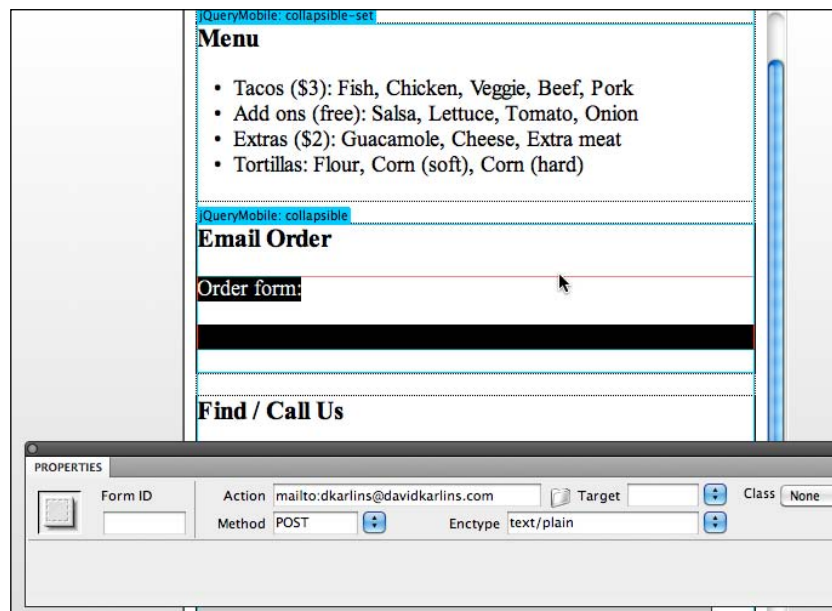 jQueryMobile: collapsible-set
Menu
• Tacos ($3): Fish, Chicken, Veggie, Beef, Pork
• Add ons (free): Salsa, Lettuce, Tomato, Onion
• Extras ($2): Guacamole, Cheese, Extra meat
• Tortillas: Flour, Corn (soft), Corn (hard)
jQueryMobile: collapsible
Email Order
Order form:
Find / Call Us
PROPERTIES
Form ID Action mailto:dkarlins@davidkarlins.com Target Class None
Method POST Enctype text/plain